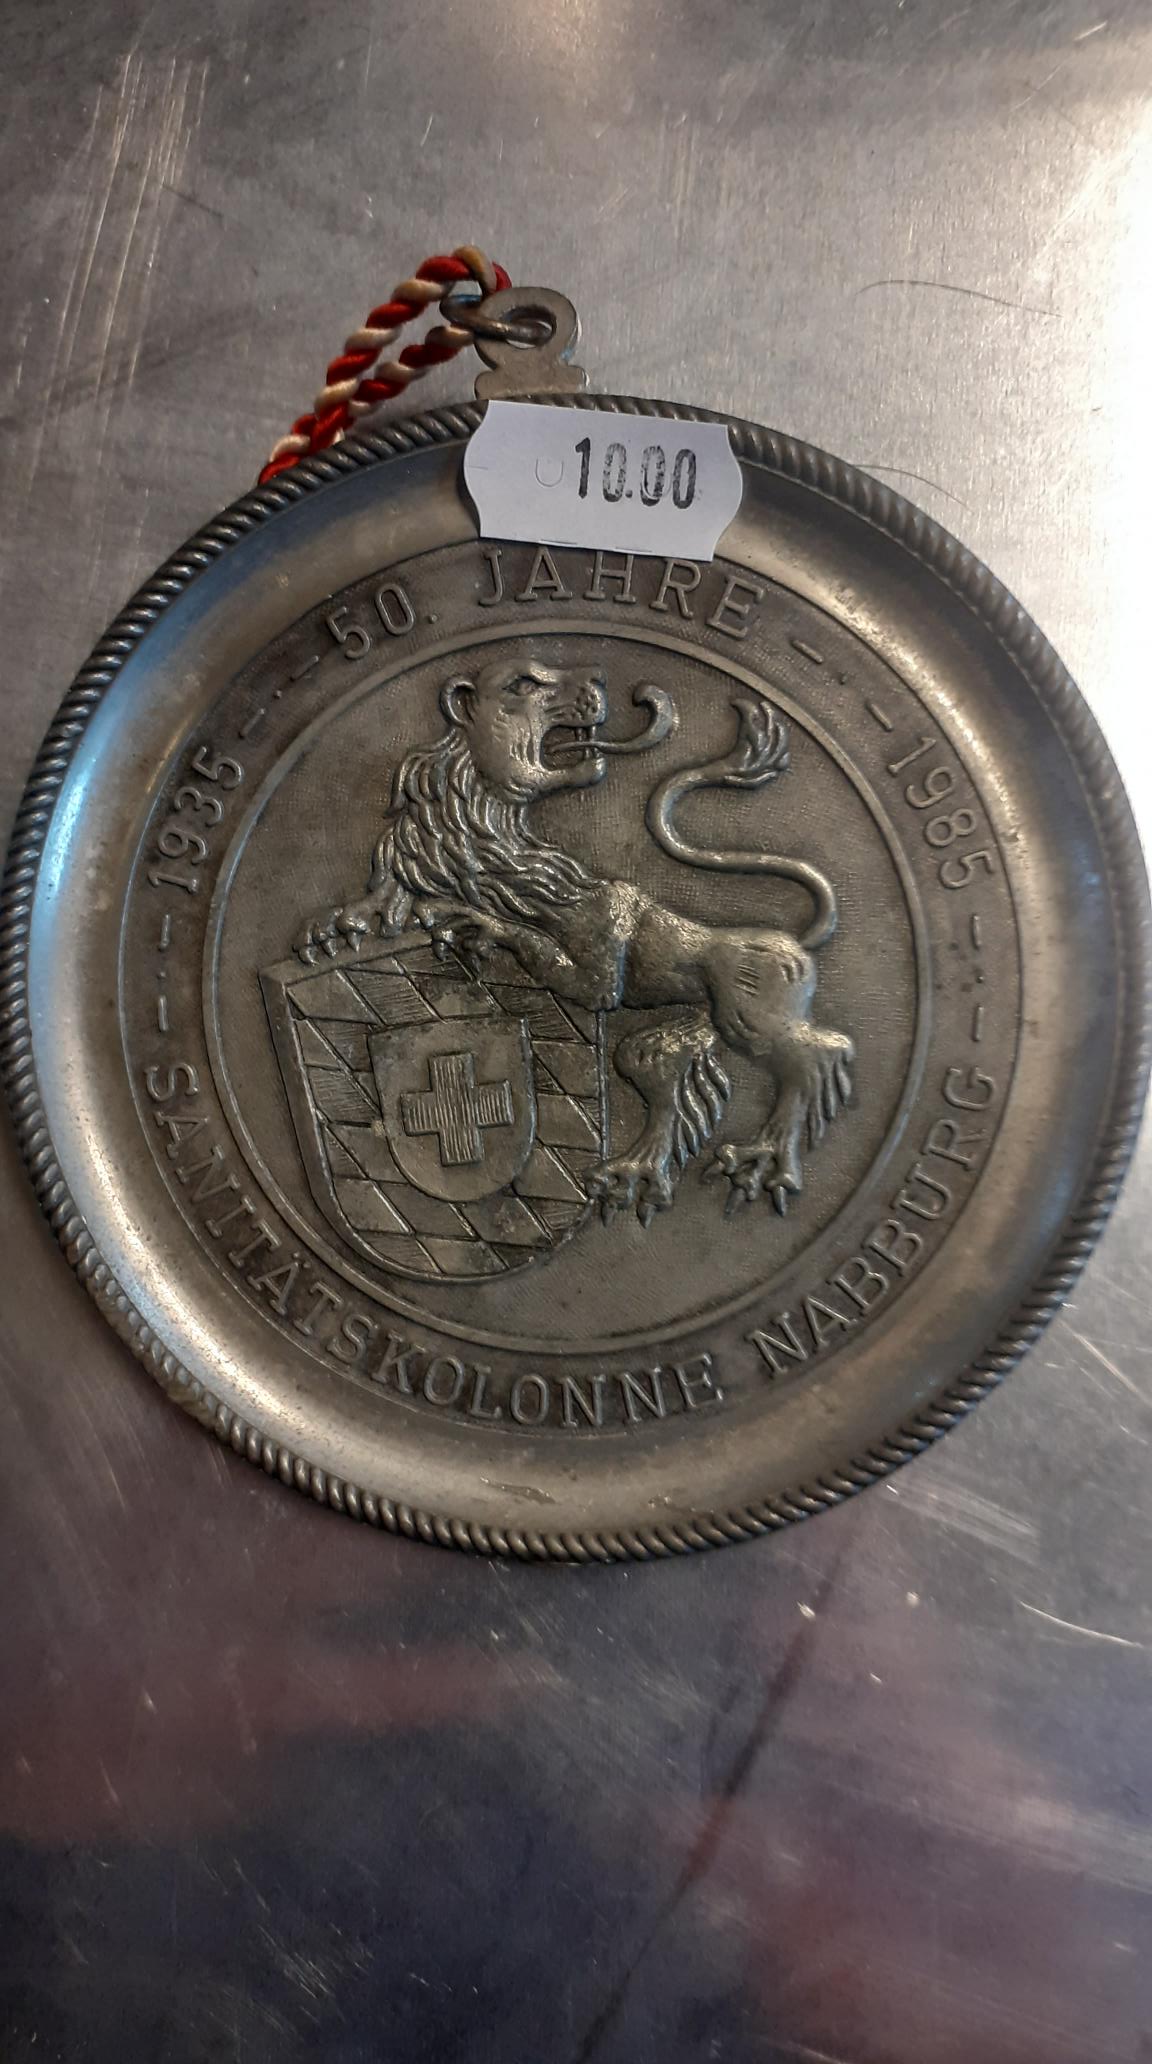 10.00
1935 - · - 50. JAHRE - · - 1985
SANITÄTSKOLONNE NABBURG